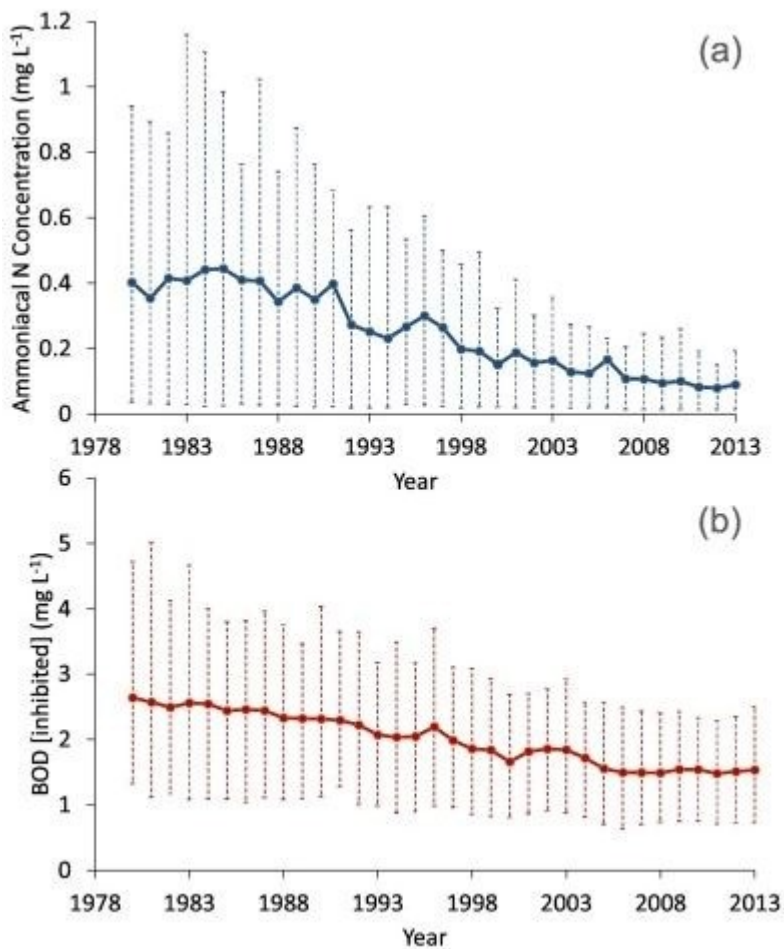 (a)
Ammoniacal N Concentration (mg L⁻¹)
1.2
1
0.8
0.6
0.4
0.2
0
1978 1983 1988 1993 1998 2003 2008 2013
Year
(b)
BOD [inhibited] (mg L⁻¹)
6
5
4
3
2
1
0
1978 1983 1988 1993 1998 2003 2008 2013
Year